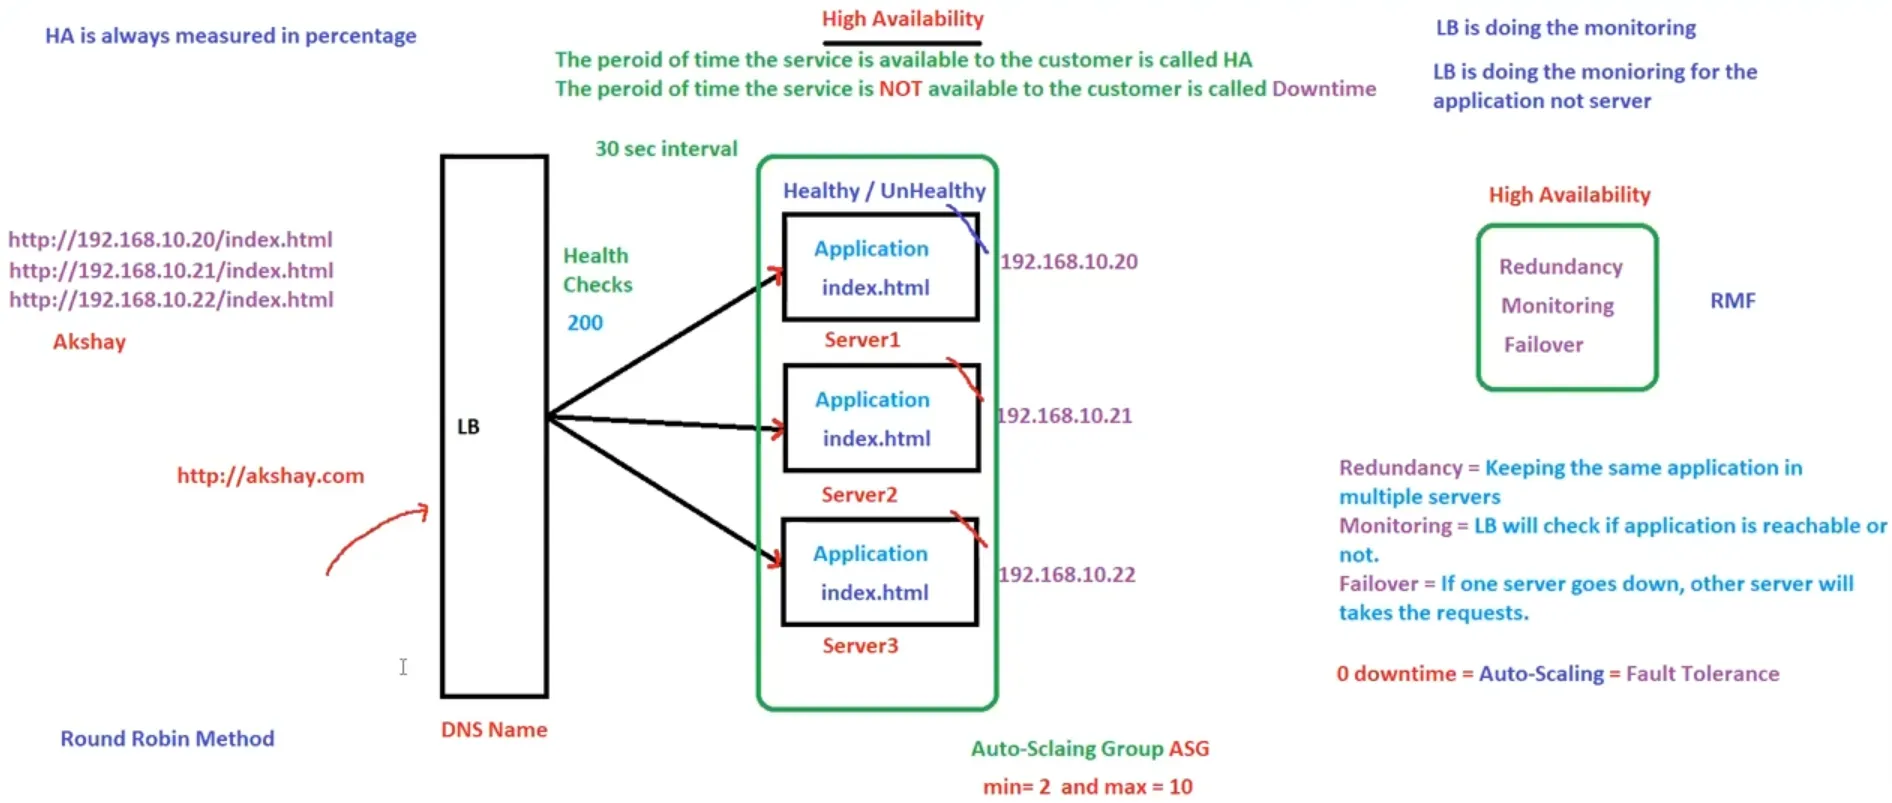 High Availability
HA is always measured in percentage
The peroid of time the service is available to the customer is called HA
The peroid of time the service is NOT available to the customer is called Downtime
LB is doing the monitoring
LB is doing the monioring for the
application not server
30 sec interval
Healthy / UnHealthy
http://192.168.10.20/index.html
http://192.168.10.21/index.html
http://192.168.10.22/index.html
Akshay
http://akshay.com
Health
Checks
200
LB
DNS Name
Round Robin Method
Application
index.html
Server1
192.168.10.20
Application
index.html
Server2
192.168.10.21
Application
index.html
Server3
192.168.10.22
Auto-Sclaing Group ASG
min= 2 and max = 10
High Availability
Redundancy
Monitoring
Failover
RMF
Redundancy = Keeping the same application in
multiple servers
Monitoring = LB will check if application is reachable or
not.
Failover = If one server goes down, other server will
takes the requests.
0 downtime = Auto-Scaling = Fault Tolerance